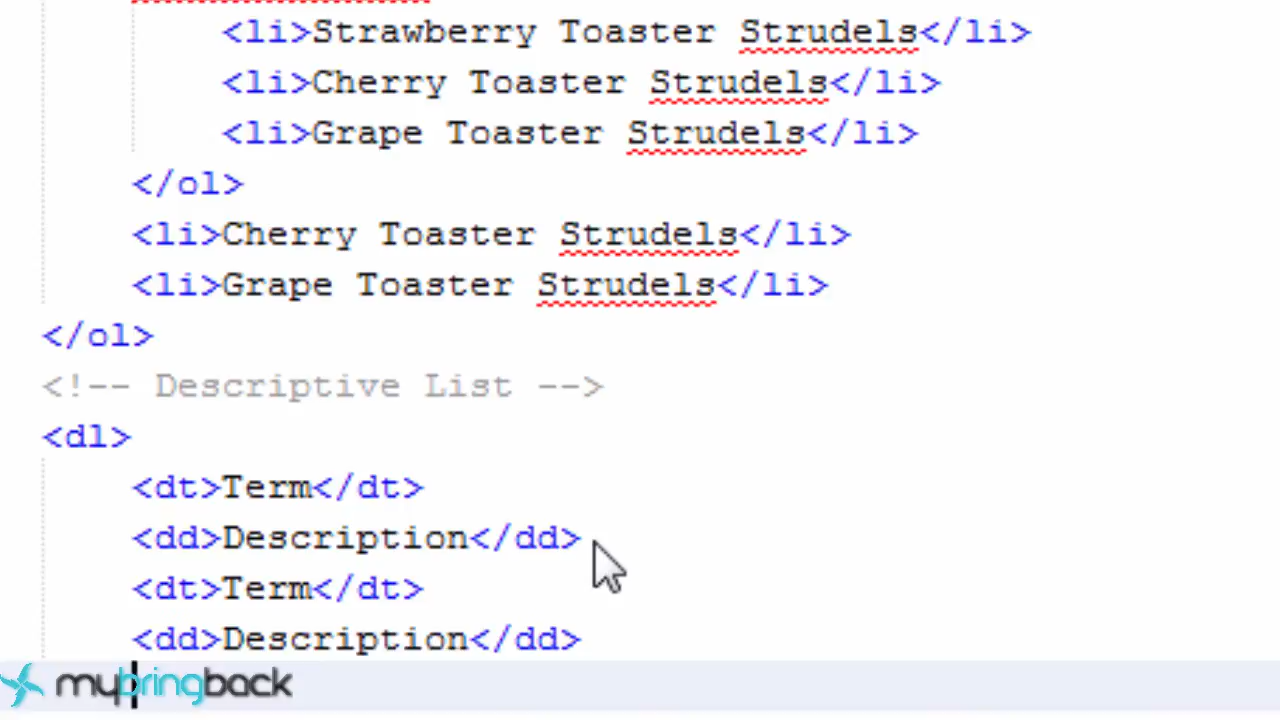 <li>Strawberry Toaster Strudels</li>
<li>Cherry Toaster Strudels</li>
<li>Grape Toaster Strudels</li>
</ol>
<li>Cherry Toaster Strudels</li>
<li>Grape Toaster Strudels</li>
</ol>
<!-- Descriptive List -->
<dl>
<dt>Term</dt>
<dd>Description</dd>
<dt>Term</dt>
<dd>Description</dd>
mybringback